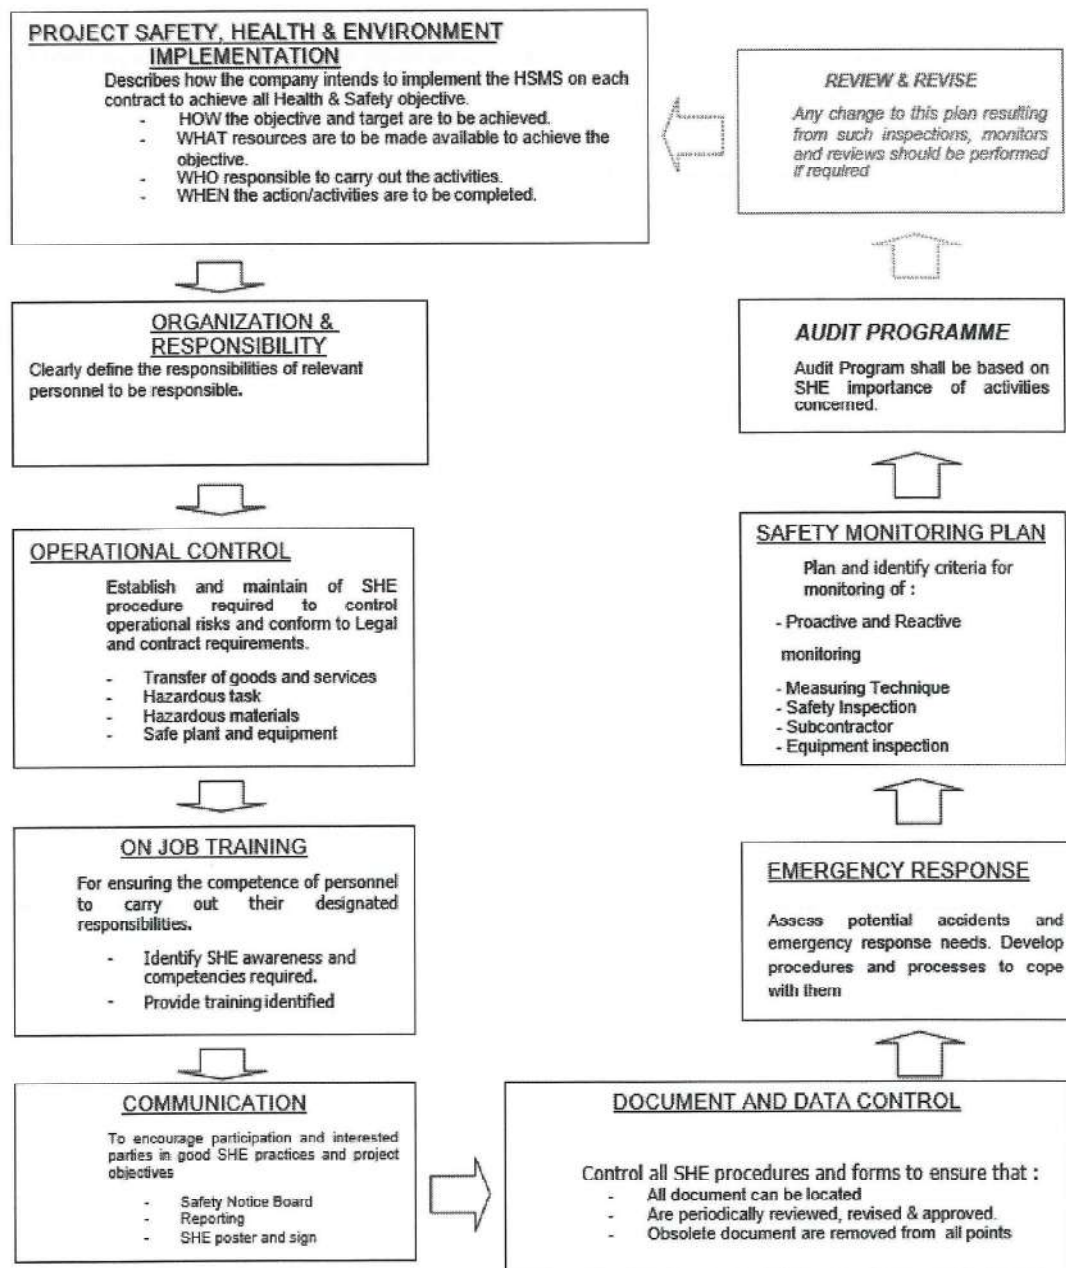 PROJECT SAFETY, HEALTH & ENVIRONMENT
IMPLEMENTATION
Describes how the company intends to implement the HSMS on each
contract to achieve all Health & Safety objective.
- HOW the objective and target are to be achieved.
- WHAT resources are to be made available to achieve the
objective.
- WHO responsible to carry out the activities.
- WHEN the action/activities are to be completed.
ORGANIZATION &
RESPONSIBILITY
Clearly define the responsibilities of relevant
personnel to be responsible.
OPERATIONAL CONTROL
Establish and maintain of SHE
procedure required to control
operational risks and conform to Legal
and contract requirements.
- Transfer of goods and services
- Hazardous task
- Hazardous materials
- Safe plant and equipment
ON JOB TRAINING
For ensuring the competence of personnel
to carry out their designated
responsibilities.
- Identify SHE awareness and
competencies required.
- Provide training identified
COMMUNICATION
To encourage participation and interested
parties in good SHE practices and project
objectives
- Safety Notice Board
- Reporting
- SHE poster and sign
DOCUMENT AND DATA CONTROL
Control all SHE procedures and forms to ensure that :
- All document can be located
- Are periodically reviewed, revised & approved.
- Obsolete document are removed from all points
EMERGENCY RESPONSE
Assess potential accidents and
emergency response needs. Develop
procedures and processes to cope
with them
SAFETY MONITORING PLAN
Plan and identify criteria for
monitoring of :
- Proactive and Reactive
monitoring
- Measuring Technique
- Safety Inspection
- Subcontractor
- Equipment inspection
AUDIT PROGRAMME
Audit Program shall be based on
SHE importance of activities
concerned.
REVIEW & REVISE
Any change to this plan resulting
from such inspections, monitors
and reviews should be performed
if required